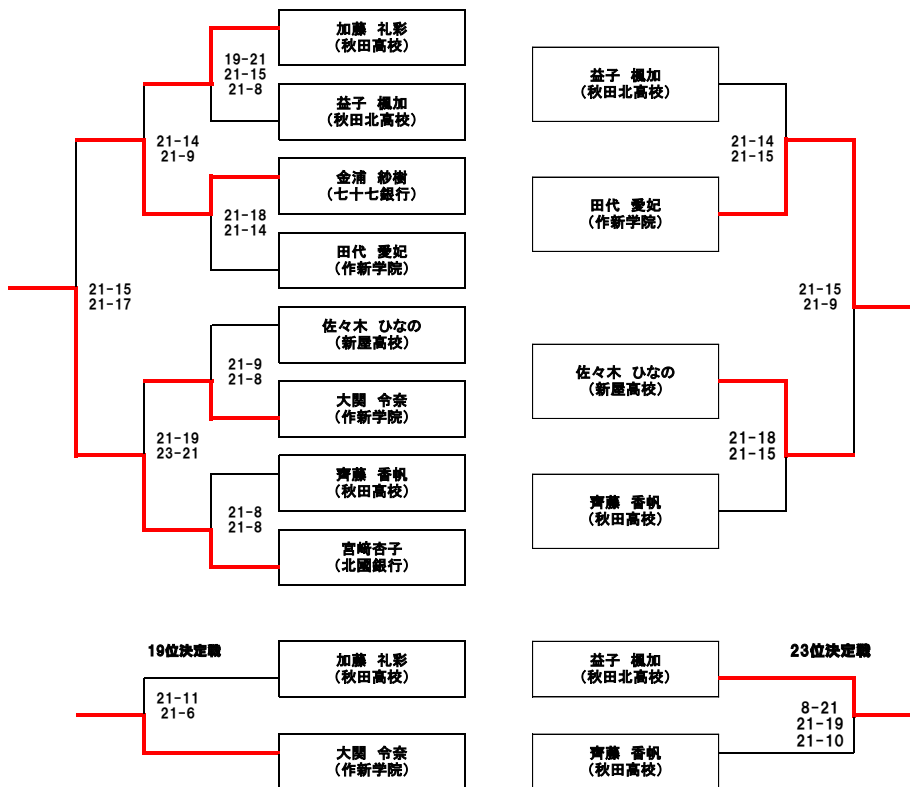 加藤 礼彩
(秋田高校)
19-21
21-15
21-8
益子 楓加
(秋田北高校)
21-14
21-9
金浦 紗樹
(七十七銀行)
21-18
21-14
田代 愛妃
(作新学院)
21-15
21-17
佐々木 ひなの
(新屋高校)
21-9
21-8
大関 令奈
(作新学院)
21-19
23-21
齊藤 香帆
(秋田高校)
21-8
21-8
宮﨑杏子
(北國銀行)
益子 楓加
(秋田北高校)
21-14
21-15
田代 愛妃
(作新学院)
21-15
21-9
佐々木 ひなの
(新屋高校)
21-18
21-15
齊藤 香帆
(秋田高校)
19位決定戦
加藤 礼彩
(秋田高校)
21-11
21-6
大関 令奈
(作新学院)
23位決定戦
益子 楓加
(秋田北高校)
8-21
21-19
21-10
齊藤 香帆
(秋田高校)